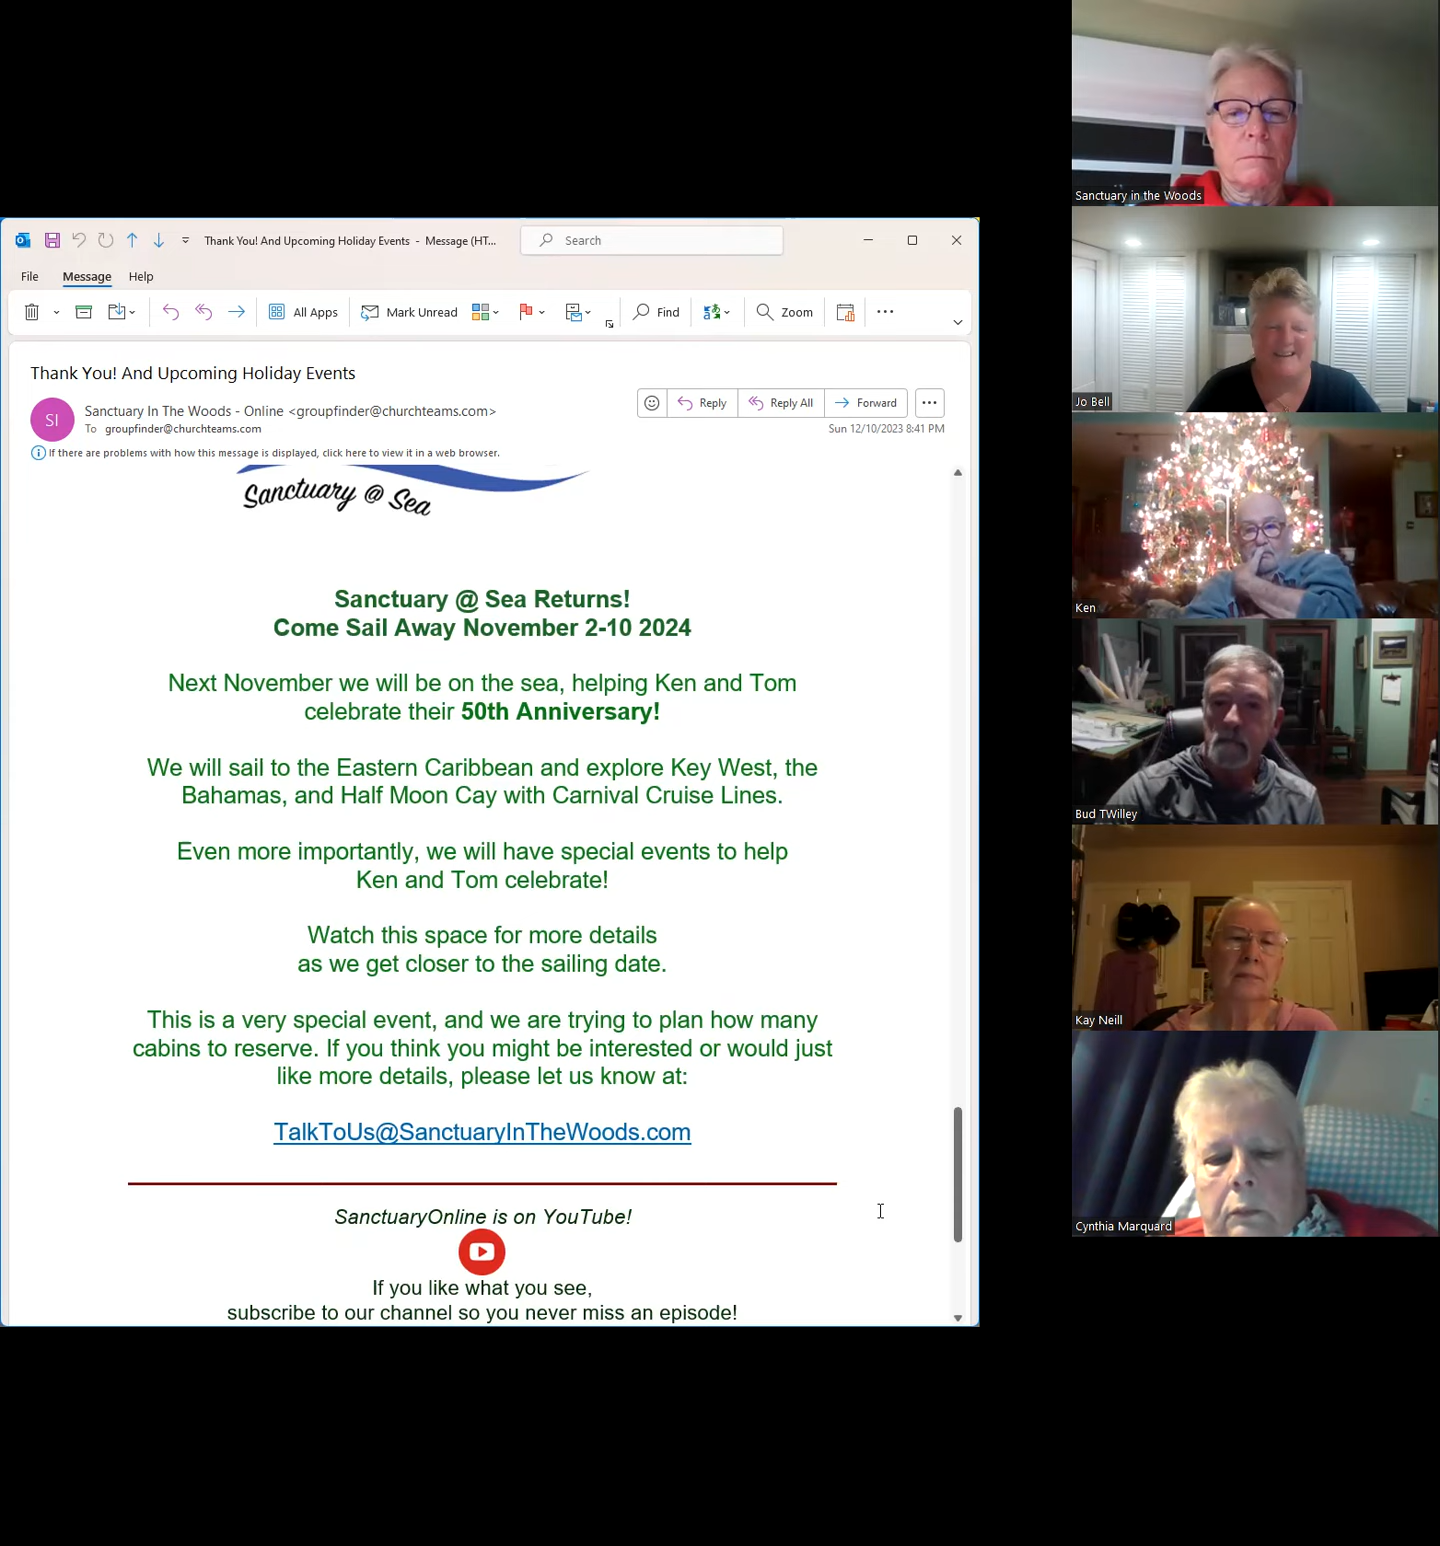 Thank You! And Upcoming Holiday Events - Message (HT...
Search
File Message Help
All Apps Mark Unread Find Zoom
Thank You! And Upcoming Holiday Events
SI
Sanctuary In The Woods - Online <groupfinder@churchteams.com>
To groupfinder@churchteams.com
Reply Reply All Forward
Sun 12/10/2023 8:41 PM
If there are problems with how this message is displayed, click here to view it in a web browser.
Sanctuary @ Sea
Sanctuary @ Sea Returns!
Come Sail Away November 2-10 2024
Next November we will be on the sea, helping Ken and Tom
celebrate their 50th Anniversary!
We will sail to the Eastern Caribbean and explore Key West, the
Bahamas, and Half Moon Cay with Carnival Cruise Lines.
Even more importantly, we will have special events to help
Ken and Tom celebrate!
Watch this space for more details
as we get closer to the sailing date.
This is a very special event, and we are trying to plan how many
cabins to reserve. If you think you might be interested or would just
like more details, please let us know at:
TalkToUs@SanctuaryInTheWoods.com
SanctuaryOnline is on YouTube!
If you like what you see,
subscribe to our channel so you never miss an episode!
Sanctuary in the Woods
Jo Bell
Ken
Bud TWilley
Kay Neill
Cynthia Marquard